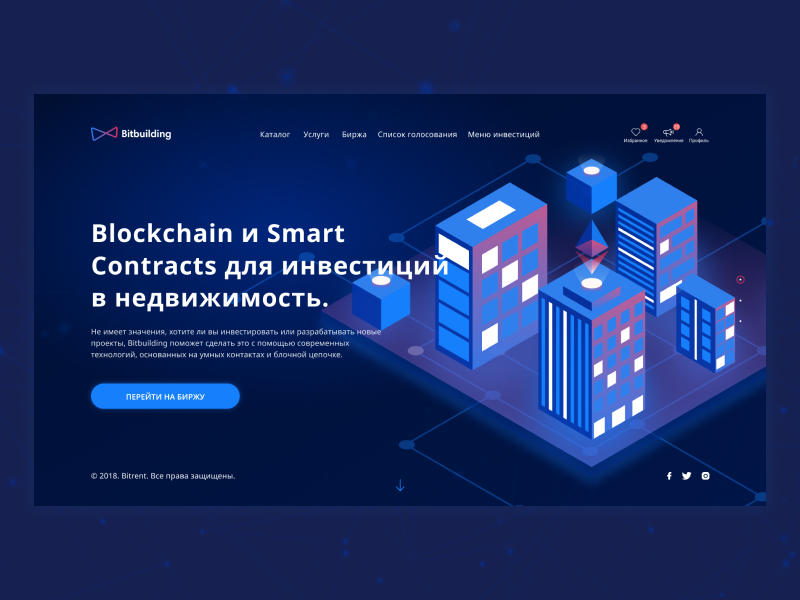 Bitbuilding
Каталог Услуги Биржа Список голосования Меню инвестиций
Избранное Уведомления Профиль
Blockchain и Smart
Contracts для инвестиций
в недвижимость.
Не имеет значения, хотите ли вы инвестировать или разрабатывать новые
проекты, Bitbuilding поможет сделать это с помощью современных
технологий, основанных на умных контактах и блочной цепочке.
ПЕРЕЙТИ НА БИРЖУ
© 2018. Bitrent. Все права защищены.